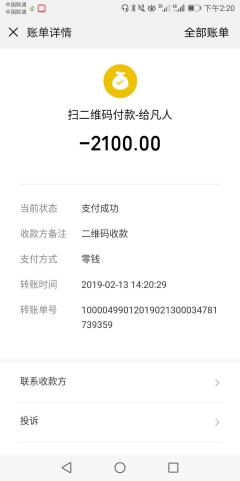 中国联通
中国联通
下午2:20
账单详情
全部账单
扫二维码付款-给凡人
-2100.00
当前状态 支付成功
收款方备注 二维码收款
支付方式 零钱
转账时间 2019-02-13 14:20:29
转账单号 10000499012019021300034781
739359
联系收款方
投诉